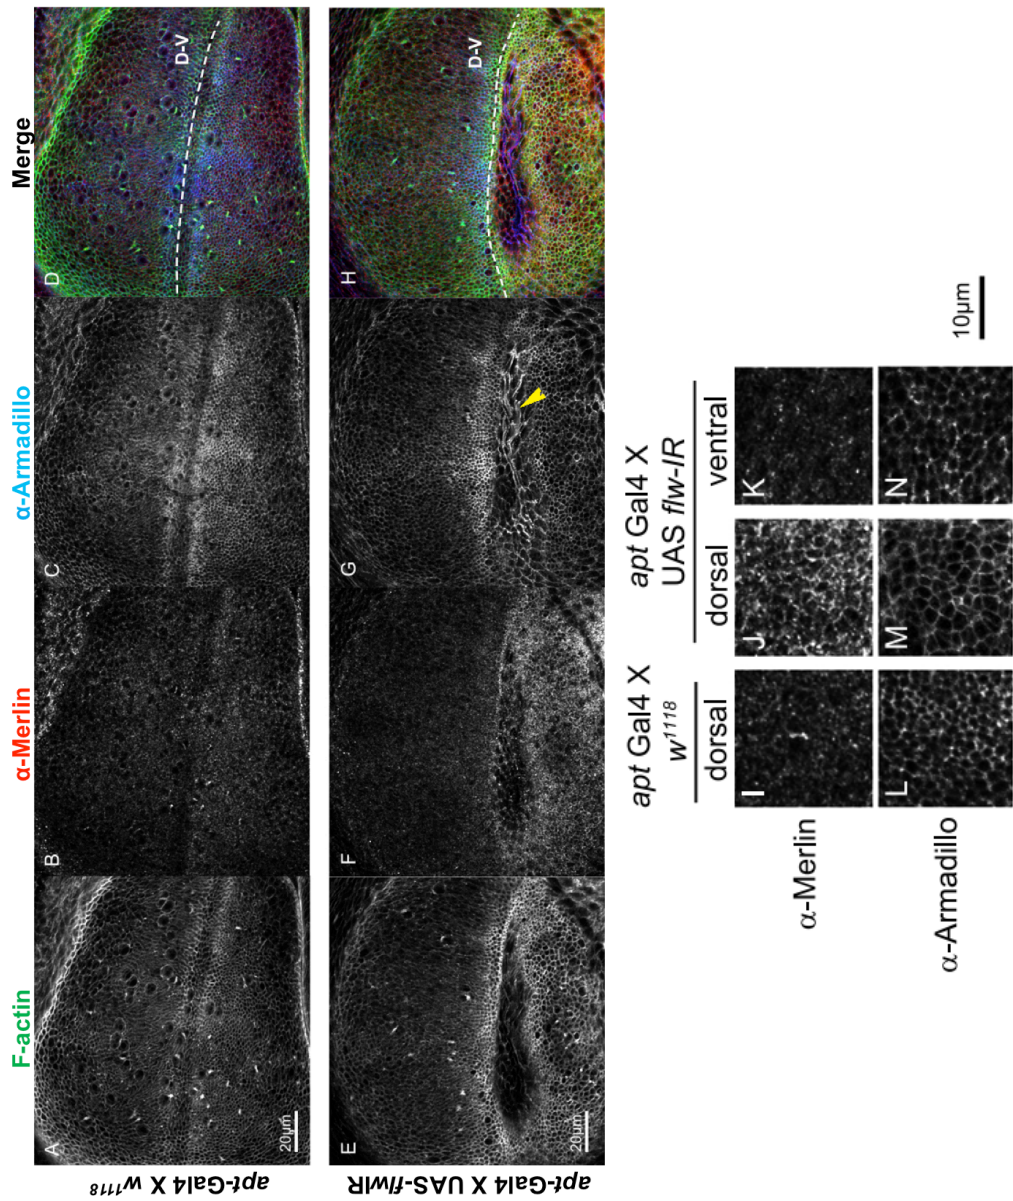 F-actin
α-Merlin
α-Armadillo
Merge
apt-Gal4 X w1118
A
20µm
B
C
D
D-V
apt-Gal4 X UAS-flwIR
E
20µm
F
G
H
D-V
apt Gal4 X
w1118
apt Gal4 X
UAS flw-IR
dorsal
dorsal
ventral
α-Merlin
I
J
K
α-Armadillo
L
M
N
10µm